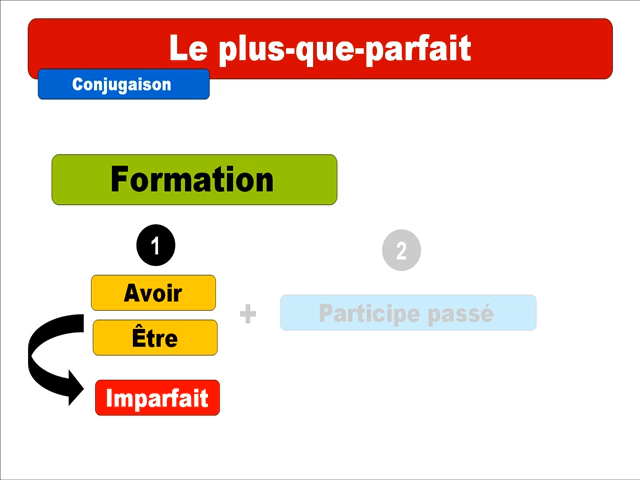 Le plus-que-parfait
Conjugaison
Formation
1
2
Avoir
Être
+
Participe passé
Imparfait